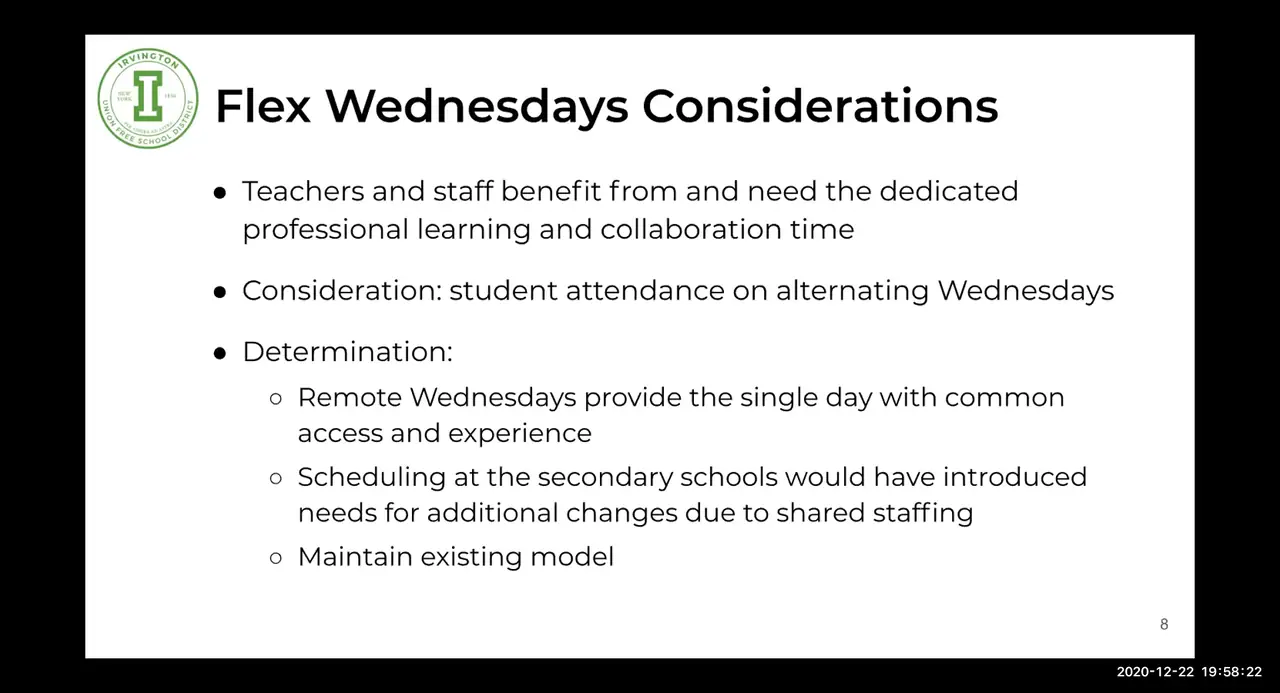 IRVINGTON
NEW YORK
UNION FREE SCHOOL DISTRICT
Flex Wednesdays Considerations
● Teachers and staff benefit from and need the dedicated
professional learning and collaboration time
● Consideration: student attendance on alternating Wednesdays
● Determination:
○ Remote Wednesdays provide the single day with common
access and experience
○ Scheduling at the secondary schools would have introduced
needs for additional changes due to shared staffing
○ Maintain existing model
8
2020-12-22 19:58:22